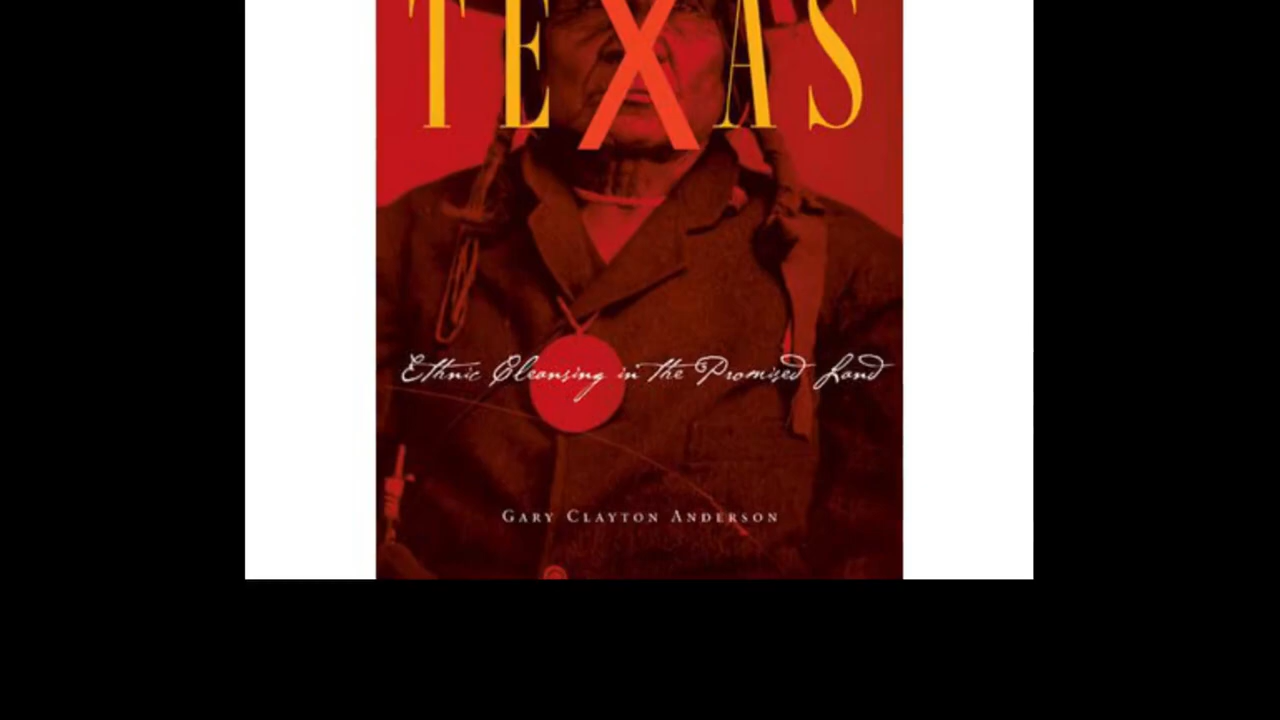 TEXAS
Ethnic Cleansing in the Promised Land
GARY CLAYTON ANDERSON